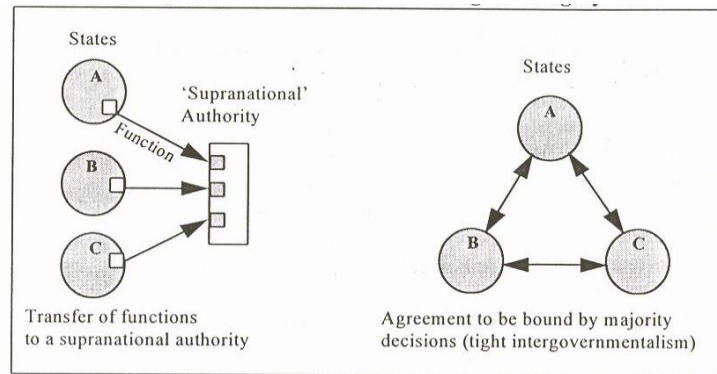 States
A
'Supranational'
Authority
Function
B
C
Transfer of functions
to a supranational authority
States
A
B
C
Agreement to be bound by majority
decisions (tight intergovernmentalism)